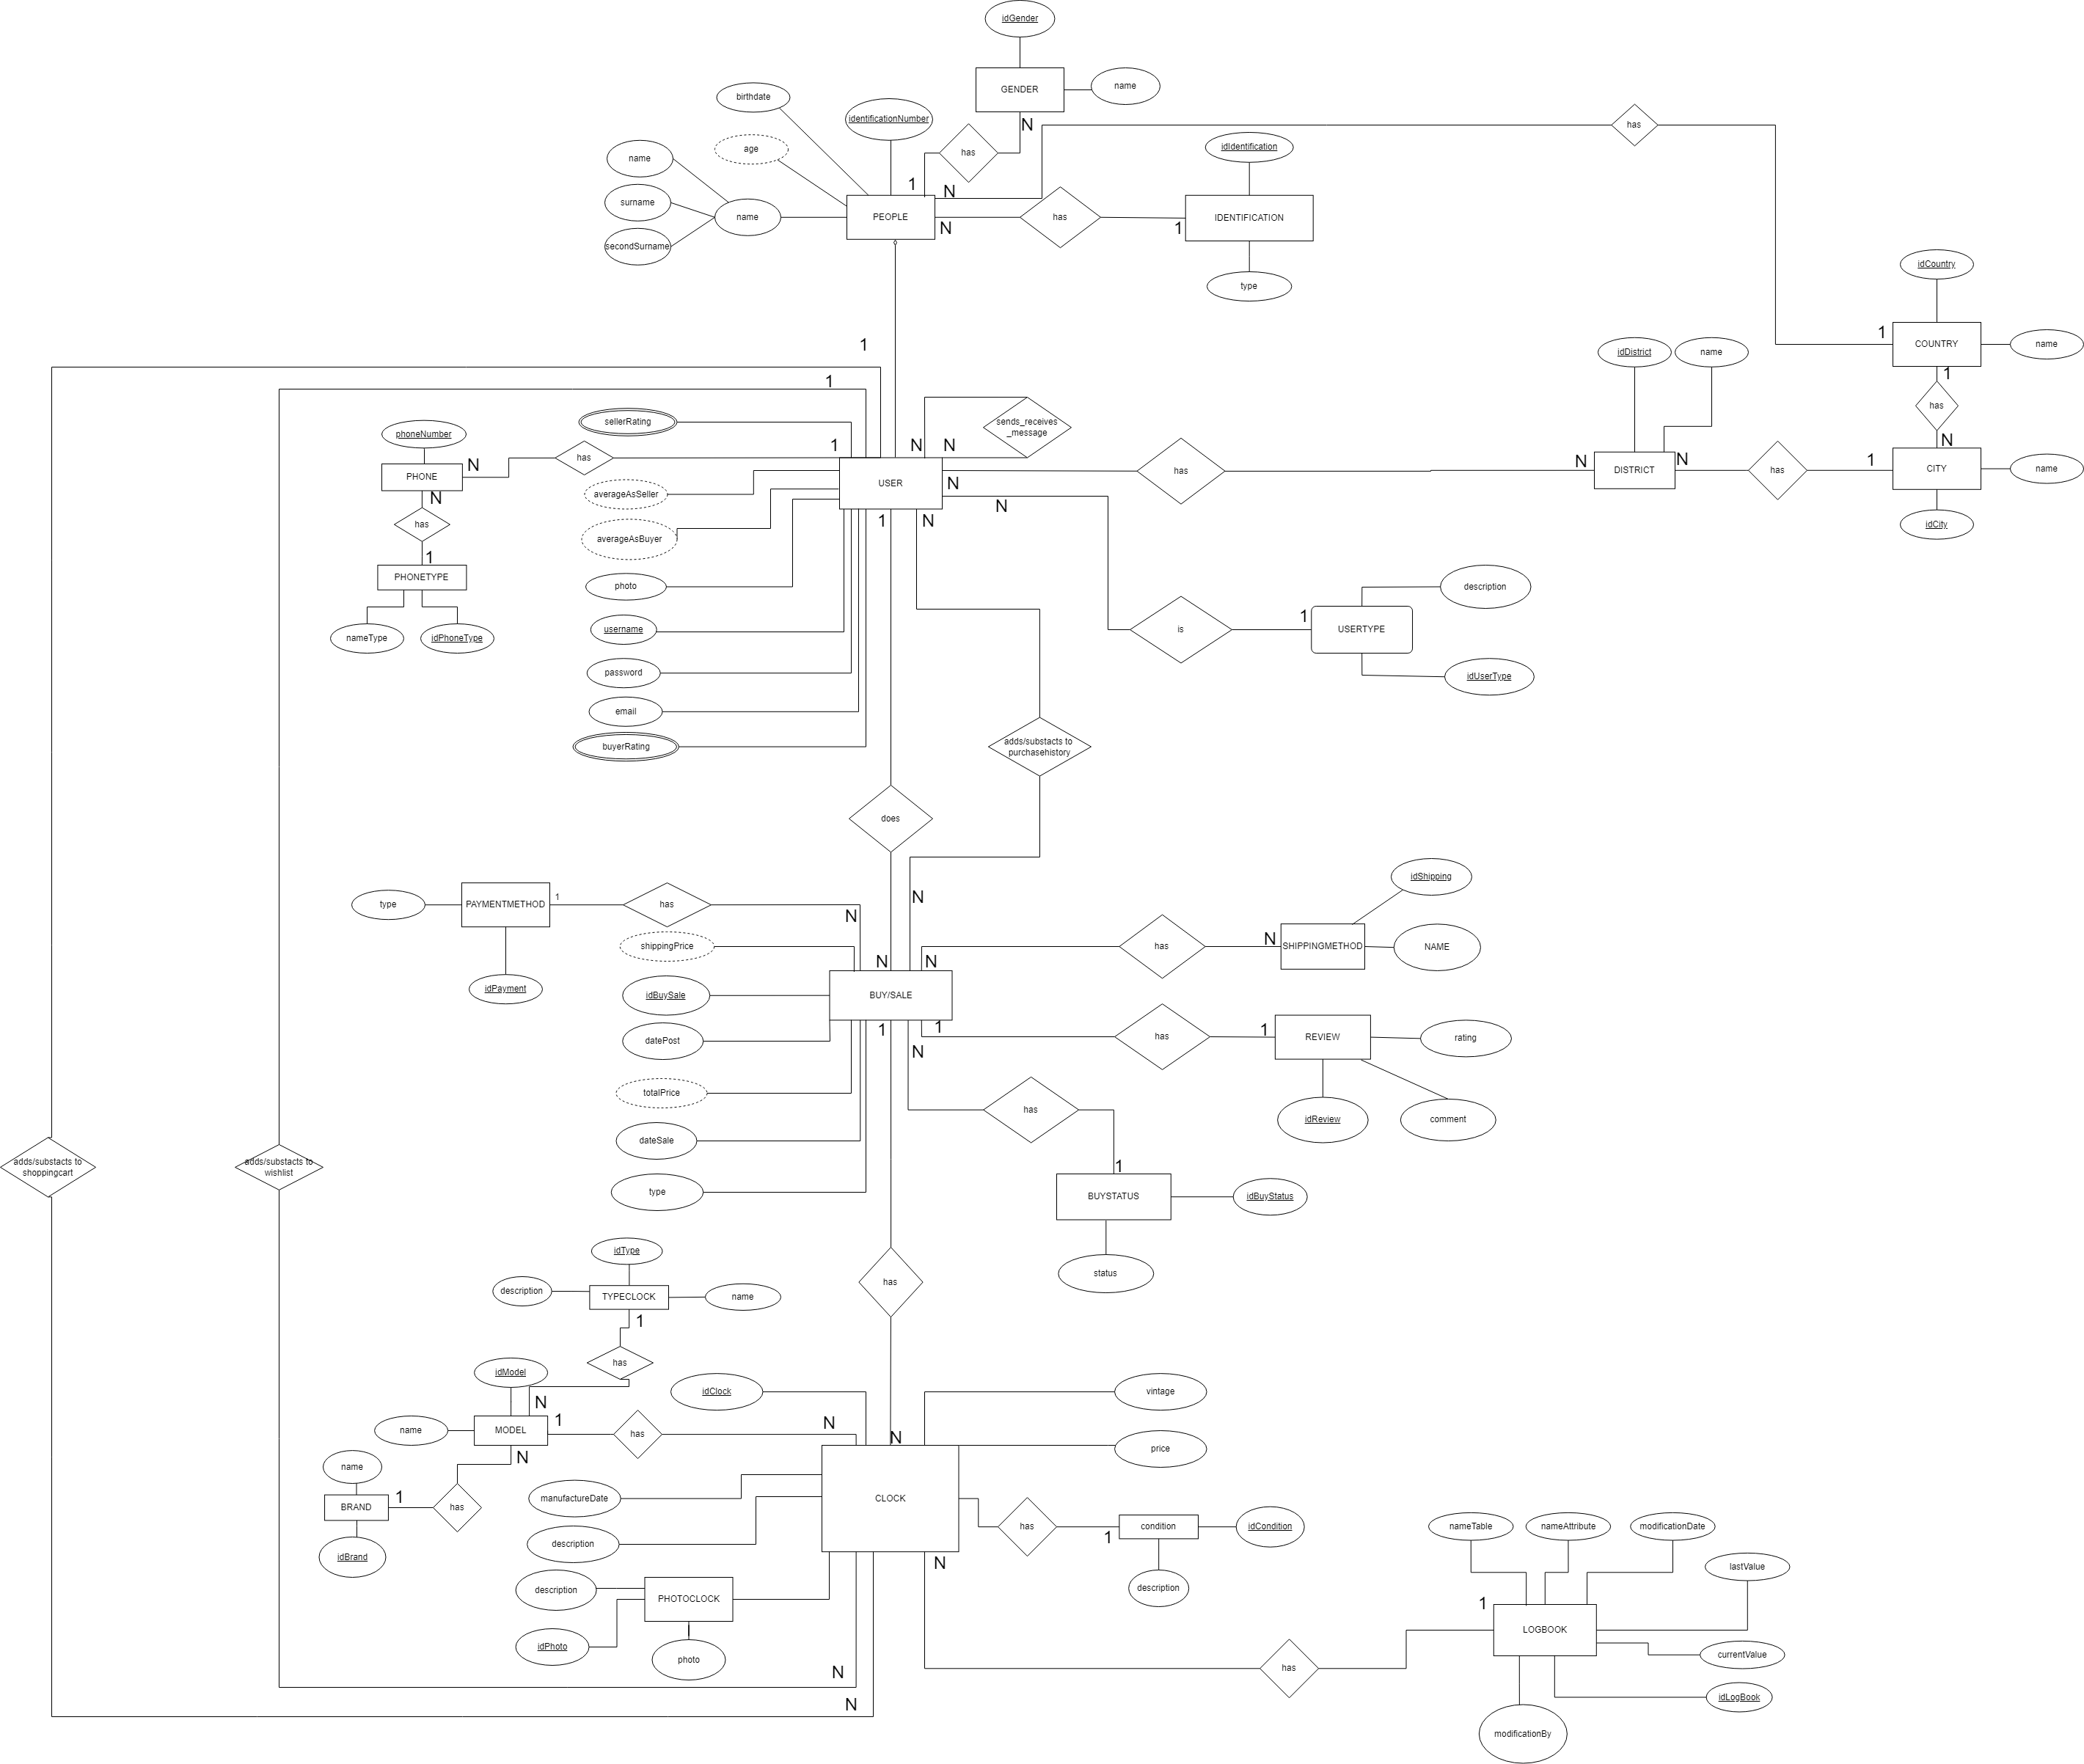 idGender
GENDER
name
birthdate
identificationNumber
N
has
has
age
idIdentification
name
1
N
surname
name
PEOPLE
has
IDENTIFICATION
N
1
secondSurname
type
idCountry
1
1
COUNTRY
name
idDistrict
name
1
1
has
sellerRating
sends_receives
_message
phoneNumber
1
N
N
N
has
N
PHONE
N
has
DISTRICT
N
has
1
CITY
name
USER
N
averageAsSeller
N
N
has
1
N
idCity
averageAsBuyer
1
PHONETYPE
photo
description
nameType
idPhoneType
username
is
1
USERTYPE
password
idUserType
email
buyerRating
adds/substacts to
purchasehistory
does
idShipping
type
PAYMENTMETHOD
1
has
N
N
shippingPrice
has
N
SHIPPINGMETHOD
NAME
N
N
idPayment
idBuySale
BUY/SALE
1
1
has
1
REVIEW
rating
datePost
N
totalPrice
has
idReview
comment
dateSale
adds/substacts to
shoppingcart
adds/substacts to
wishlist
1
type
BUYSTATUS
idBuyStatus
idType
status
description
TYPECLOCK
name
has
1
has
idModel
idClock
vintage
N
name
MODEL
1
has
N
N
price
name
N
manufactureDate
CLOCK
BRAND
1
has
has
1
condition
idCondition
description
nameTable
nameAttribute
modificationDate
idBrand
N
lastValue
description
PHOTOCLOCK
description
1
LOGBOOK
idPhoto
photo
currentValue
N
has
idLogBook
N
modificationBy